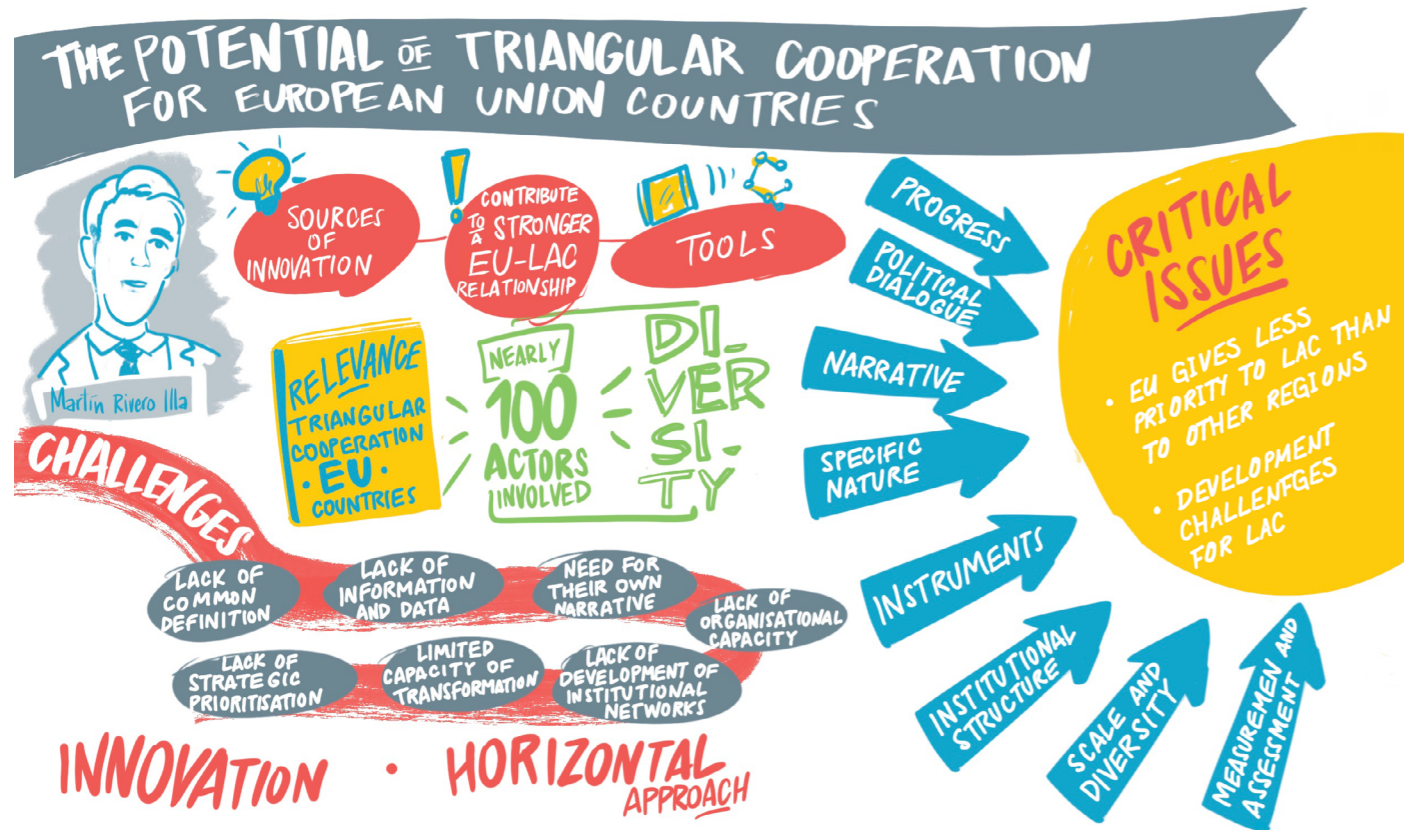 THE POTENTIAL OF TRIANGULAR COOPERATION
FOR EUROPEAN UNION COUNTRIES
Martín Rivero Illa
SOURCES
OF
INNOVATION
CONTRIBUTE
TO A STRONGER
EU-LAC
RELATIONSHIP
TOOLS
RELEVANCE
TRIANGULAR
COOPERATION
· EU ·
COUNTRIES
NEARLY
100
ACTORS
INVOLVED
DI_
VER
SI_
TY
PROGRESS
POLITICAL
DIALOGUE
NARRATIVE
SPECIFIC
NATURE
INSTRUMENTS
INSTITUTIONAL
STRUCTURE
SCALE AND
DIVERSITY
MEASUREMEN AND
ASSESSMENT
CRITICAL
ISSUES
· EU GIVES LESS
PRIORITY TO LAC THAN
TO OTHER REGIONS
· DEVELOPMENT
CHALLENFGES
FOR LAC
CHALLENGES
LACK OF
COMMON
DEFINITION
LACK OF
INFORMATION
AND DATA
NEED FOR
THEIR OWN
NARRATIVE
LACK OF
ORGANISATIONAL
CAPACITY
LACK OF
STRATEGIC
PRIORITISATION
LIMITED
CAPACITY OF
TRANSFORMATION
LACK OF
DEVELOPMENT OF
INSTITUTIONAL
NETWORKS
INNOVATION · HORIZONTAL
APPROACH